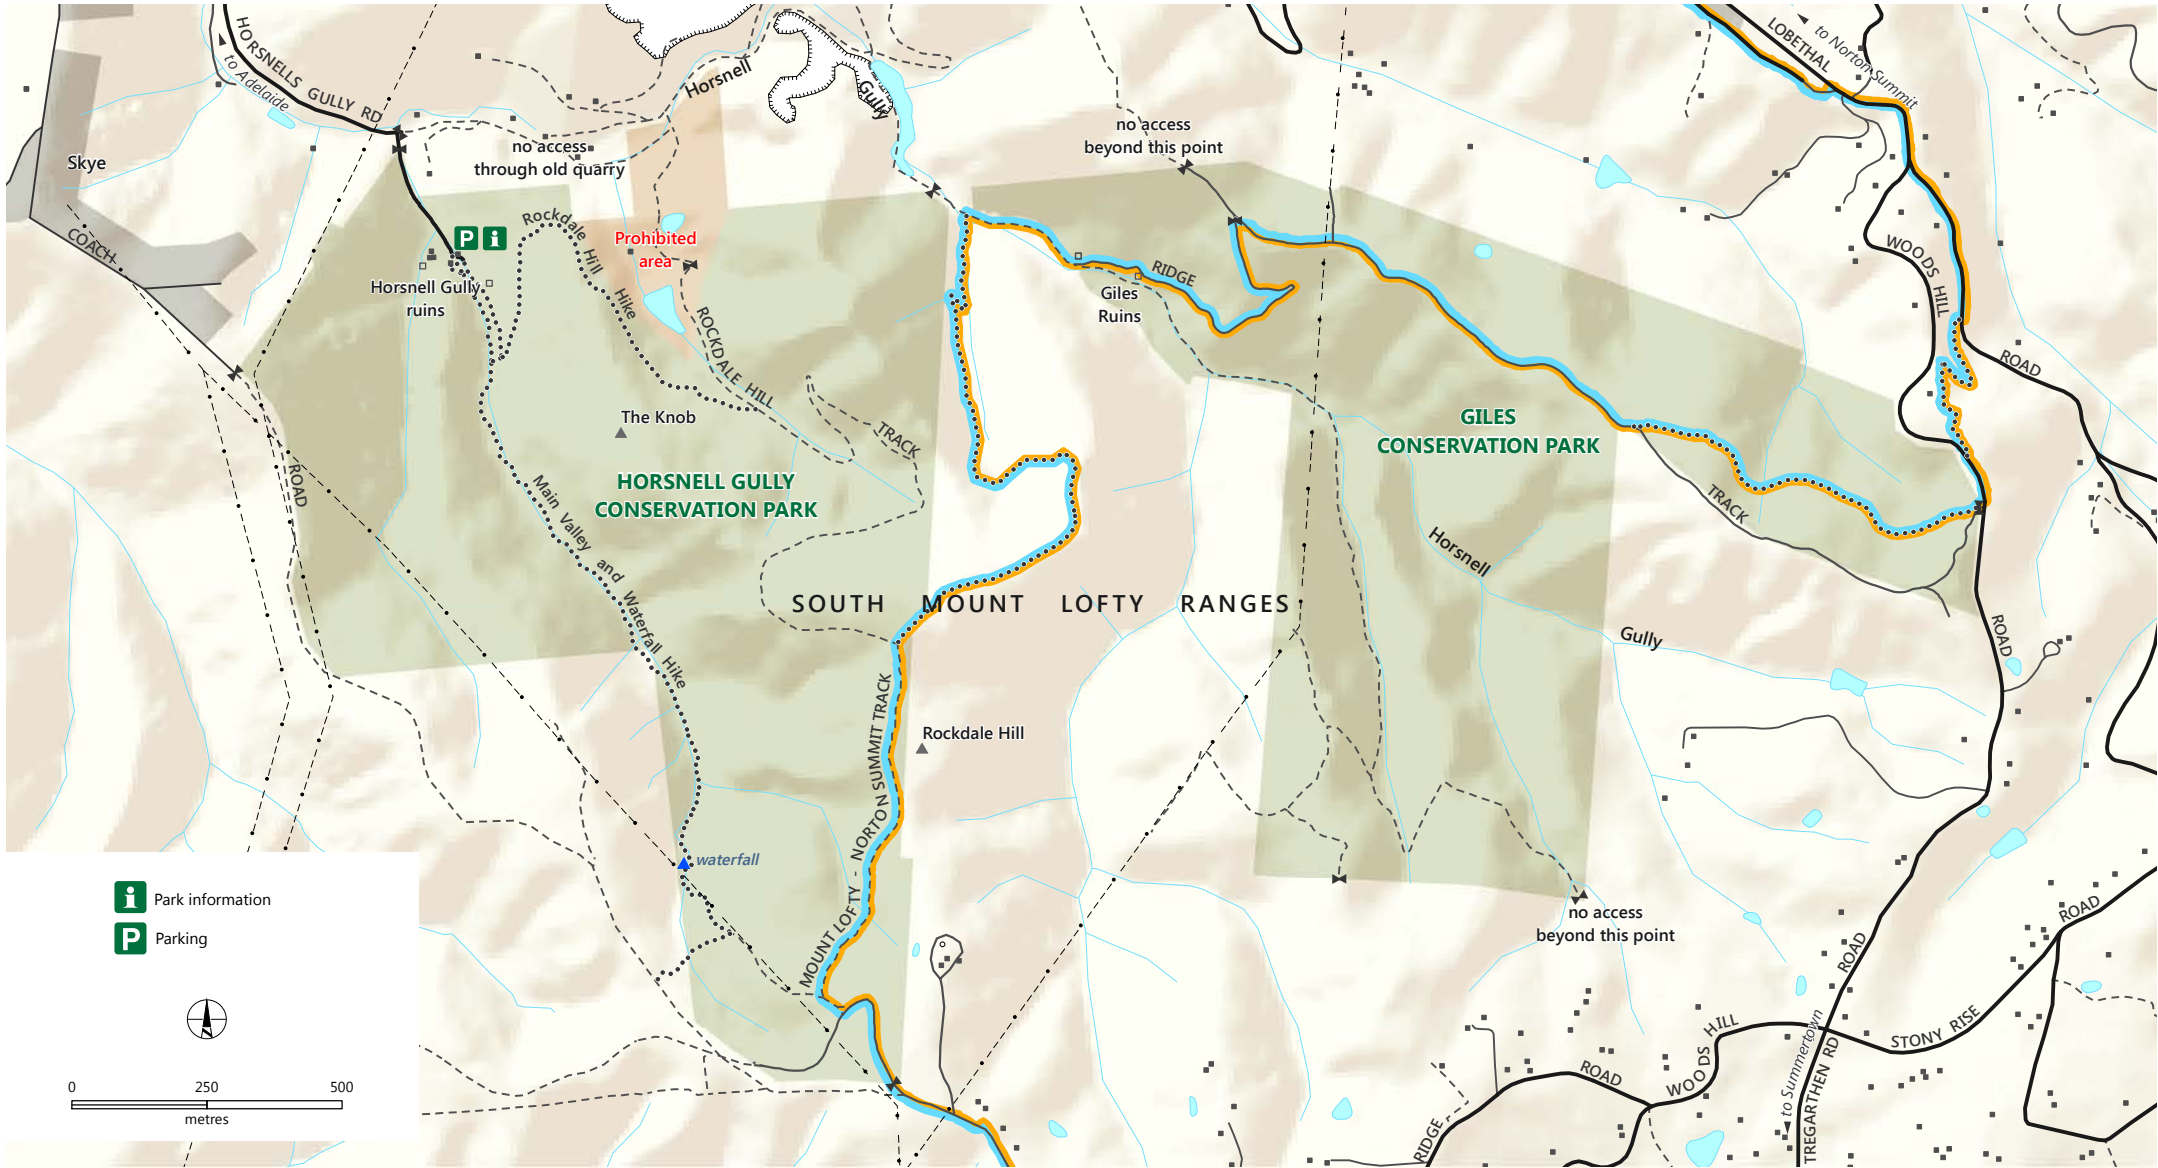 HORSNELLS GULLY RD
to Adelaide
Skye
COACH
ROAD
Horsnell
Gully
no access
through old quarry
no access
beyond this point
LOBETHAL
to Norton Summit
ROAD
WOODS HILL
P i
Rockdale Hill Hike
Prohibited
area
Horsnell Gully
ruins
ROCKDALE HILL
TRACK
The Knob
HORSNELL GULLY
CONSERVATION PARK
Main Valley and Waterfall Hike
RIDGE
Giles
Ruins
GILES
CONSERVATION PARK
TRACK
Horsnell
Gully
SOUTH MOUNT LOFTY RANGES
ROAD
Rockdale Hill
MOUNT LOFTY - NORTON SUMMIT TRACK
waterfall
no access
beyond this point
ROAD
ROAD
STONY RISE
WOODS HILL
ROAD
RIDGE
to Summertown
TREGARTHEN RD
i Park information
P Parking
N
0 250 500
metres